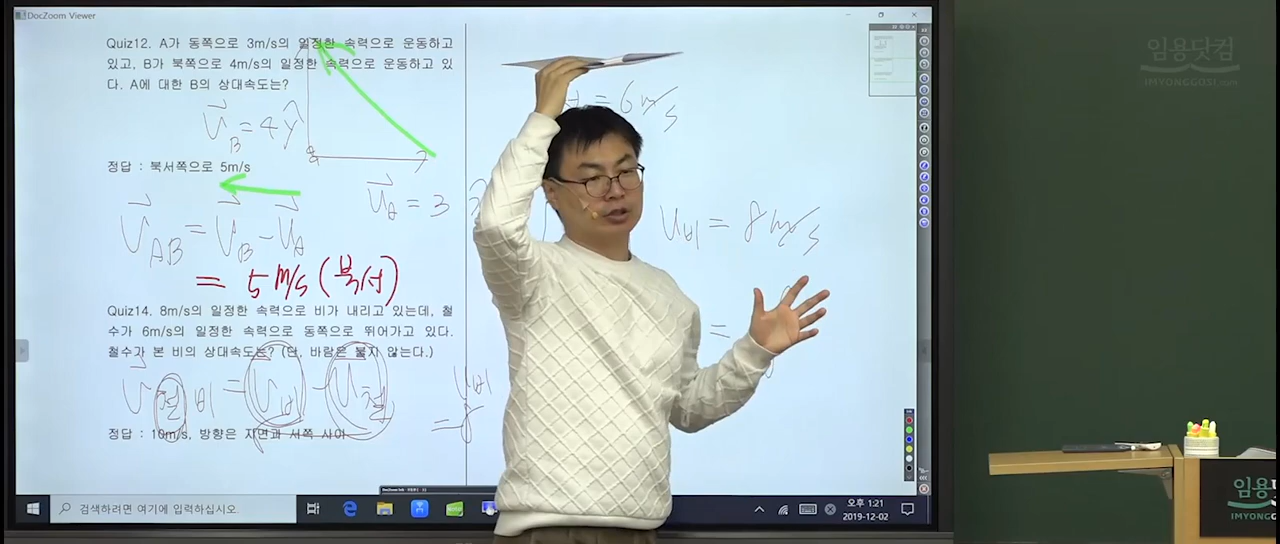 DocZoom Viewer
Quiz12. A가 동쪽으로 3m/s의 일정한 속력으로 운동하고
있고, B가 북쪽으로 4m/s의 일정한 속력으로 운동하고 있
다. A에 대한 B의 상대속도는?
정답 : 북서쪽으로 5m/s
= 5 m/s (북서)
Quiz14. 8m/s의 일정한 속력으로 비가 내리고 있는데, 철
수가 6m/s의 일정한 속력으로 동쪽으로 뛰어가고 있다.
철수가 본 비의 상대속도는? (단, 바람은 불지 않는다.)
정답 : 10m/s, 방향은 지면과 서쪽 사이
= 6 m/s
= 8 m/s
임용닷컴
IMYONGGOSI.com
검색하려면 여기에 입력하십시오.
오후 1:21
2019-12-02
임용닷
IMYONG